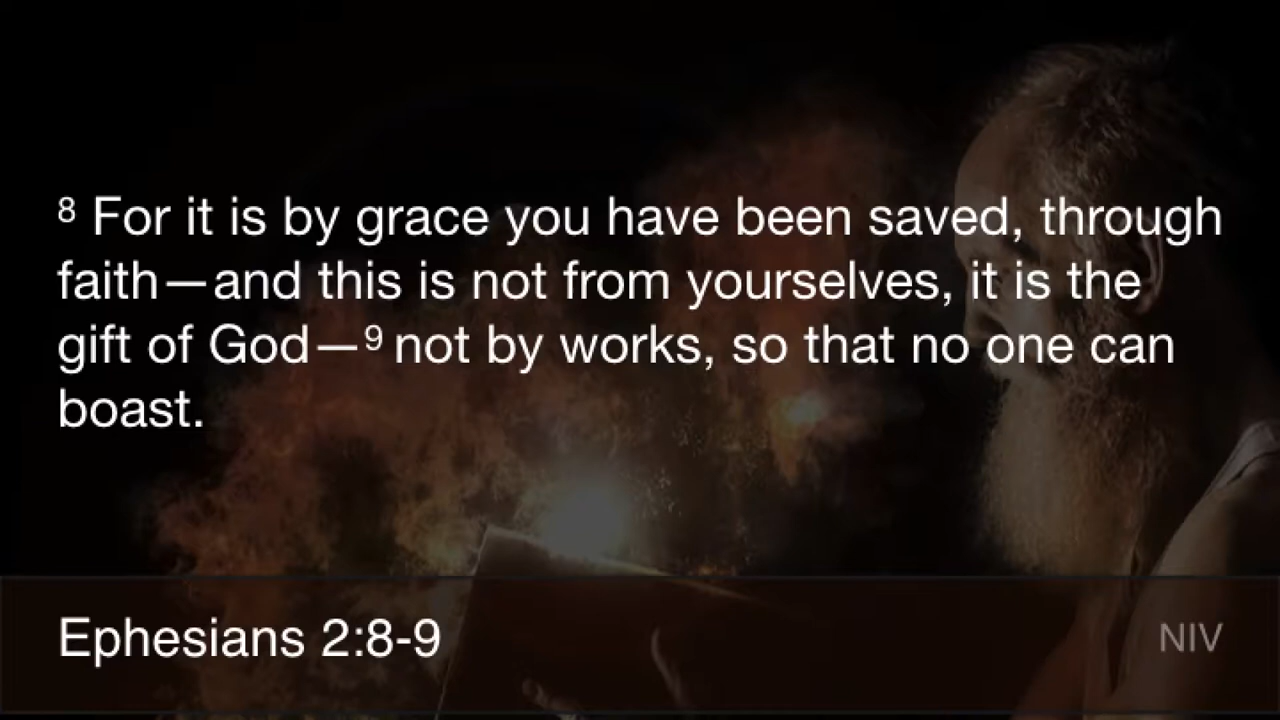 ⁸ For it is by grace you have been saved, through
faith—and this is not from yourselves, it is the
gift of God—⁹ not by works, so that no one can
boast.
Ephesians 2:8-9
NIV